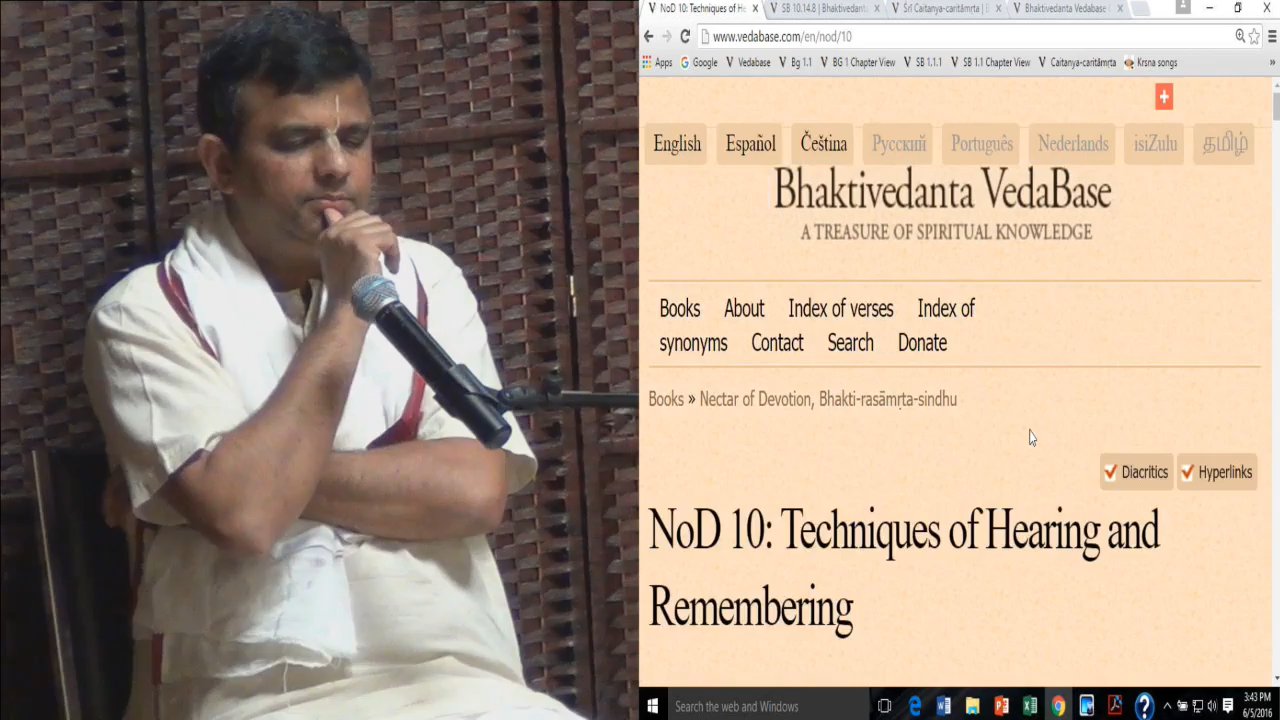 NoD 10: Techniques of He
SB 10.14.8 | Bhaktivedant
Śrī Caitanya-caritāmṛta | B
Bhaktivedanta Vedabase
www.vedabase.com/en/nod/10
Apps Google Vedabase Bg 1.1 BG 1 Chapter View SB 1.1.1 SB 1.1 Chapter View Caitanya-caritāmṛta Krsna songs »
English Español Čeština Русский Português Nederlands isiZulu தமிழ்
Bhaktivedanta VedaBase
A TREASURE OF SPIRITUAL KNOWLEDGE
Books About Index of verses Index of
synonyms Contact Search Donate
Books » Nectar of Devotion, Bhakti-rasāmṛta-sindhu
Diacritics Hyperlinks
NoD 10: Techniques of Hearing and
Remembering
Search the web and Windows
3:43 PM
6/5/2016